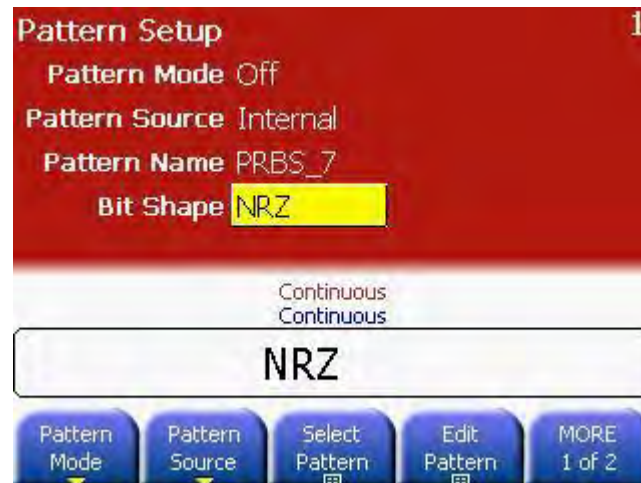 Pattern Setup
1
Pattern Mode Off
Pattern Source Internal
Pattern Name PRBS_7
Bit Shape NRZ
Continuous
Continuous
NRZ
Pattern Mode
Pattern Source
Select Pattern
Edit Pattern
MORE 1 of 2